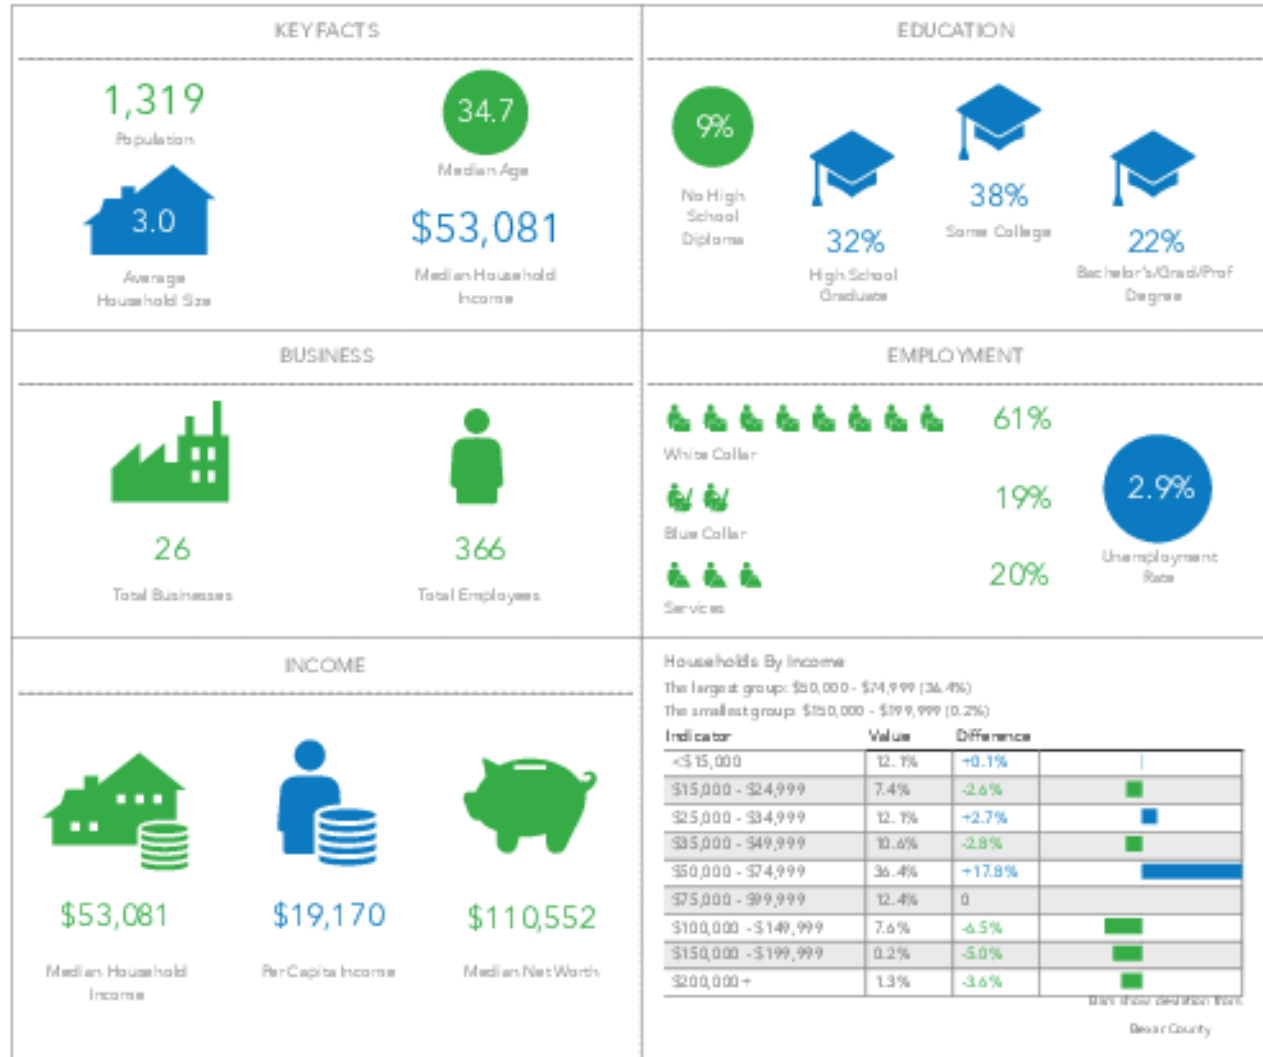 KEY FACTS
1,319
Population
34.7
Median Age
3.0
Average
Household Size
$53,081
Median Household
Income
EDUCATION
9%
No High
School
Diploma
32%
High School
Graduate
38%
Some College
22%
Bachelor's/Grad/Prof
Degree
BUSINESS
26
Total Businesses
366
Total Employees
EMPLOYMENT
61%
White Collar
19%
Blue Collar
20%
Services
2.9%
Unemployment
Rate
INCOME
$53,081
Median Household
Income
$19,170
Per Capita Income
$110,552
Median Net Worth
Households By Income
The largest group: $50,000 - $74,999 (36.4%)
The smallest group: $150,000 - $199,999 (0.2%)
Indicator Value Difference
<$15,000 12.1% +0.1%
$15,000 - $24,999 7.4% -2.6%
$25,000 - $34,999 12.1% +2.7%
$35,000 - $49,999 10.6% -2.8%
$50,000 - $74,999 36.4% +17.8%
$75,000 - $99,999 12.4% 0
$100,000 - $149,999 7.6% -6.5%
$150,000 - $199,999 0.2% -5.0%
$200,000+ 1.3% -3.6%
Bars show deviation from
Bexar County